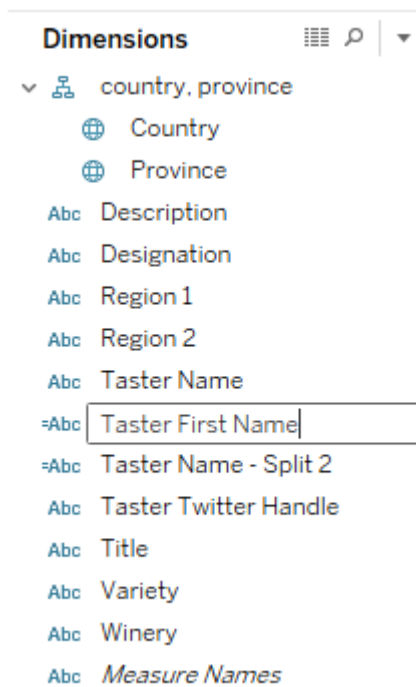 Dimensions
country, province
Country
Province
Abc Description
Abc Designation
Abc Region 1
Abc Region 2
Abc Taster Name
=Abc Taster First Name
=Abc Taster Name - Split 2
Abc Taster Twitter Handle
Abc Title
Abc Variety
Abc Winery
Abc Measure Names